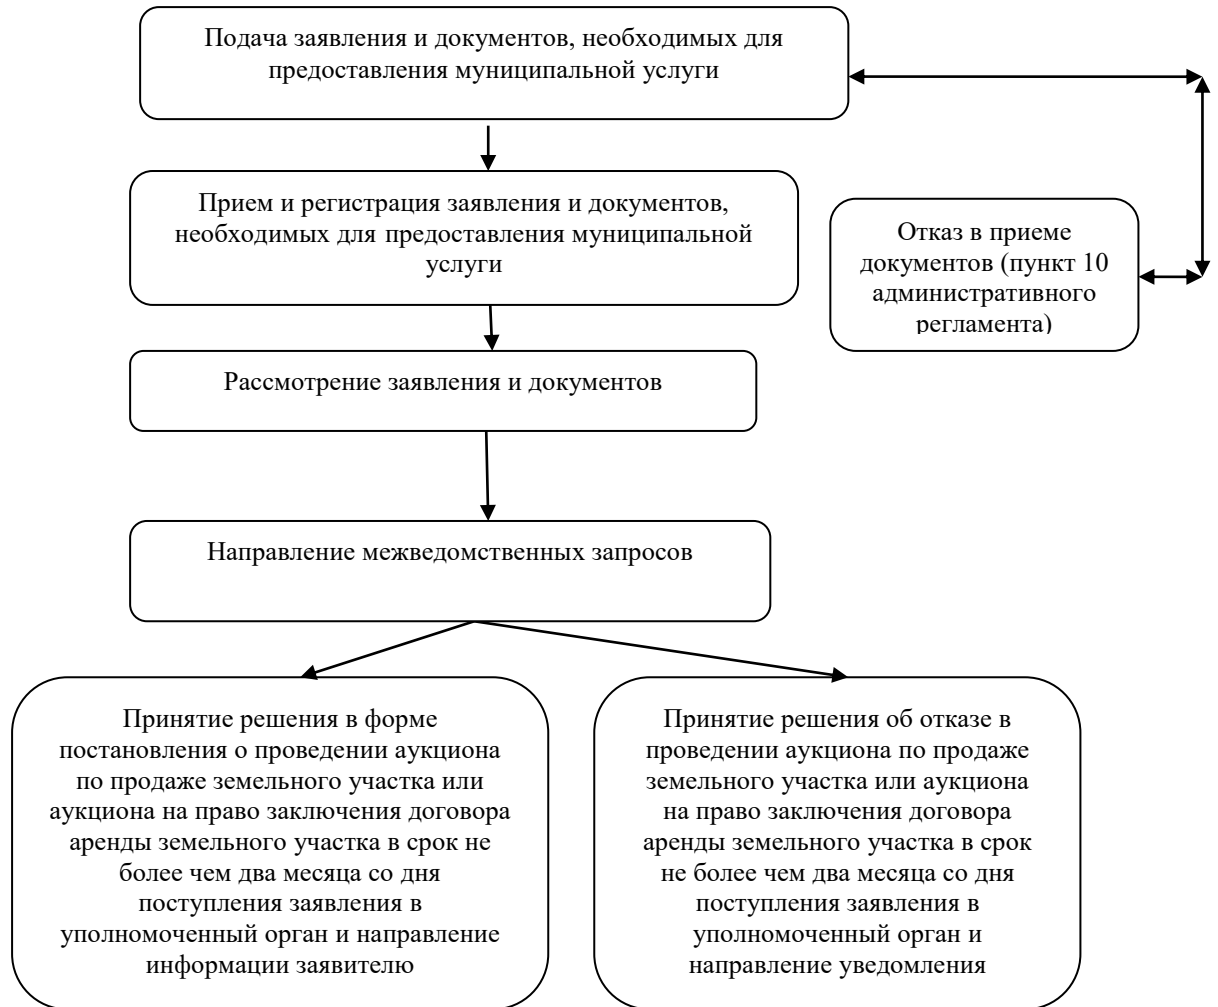 Подача заявления и документов, необходимых для
предоставления муниципальной услуги
Прием и регистрация заявления и документов,
необходимых для предоставления муниципальной
услуги
Отказ в приеме
документов (пункт 10
административного
регламента)
Рассмотрение заявления и документов
Направление межведомственных запросов
Принятие решения в форме
постановления о проведении аукциона
по продаже земельного участка или
аукциона на право заключения договора
аренды земельного участка в срок не
более чем два месяца со дня
поступления заявления в
уполномоченный орган и направление
информации заявителю
Принятие решения об отказе в
проведении аукциона по продаже
земельного участка или аукциона
на право заключения договора
аренды земельного участка в срок
не более чем два месяца со дня
поступления заявления в
уполномоченный орган и
направление уведомления